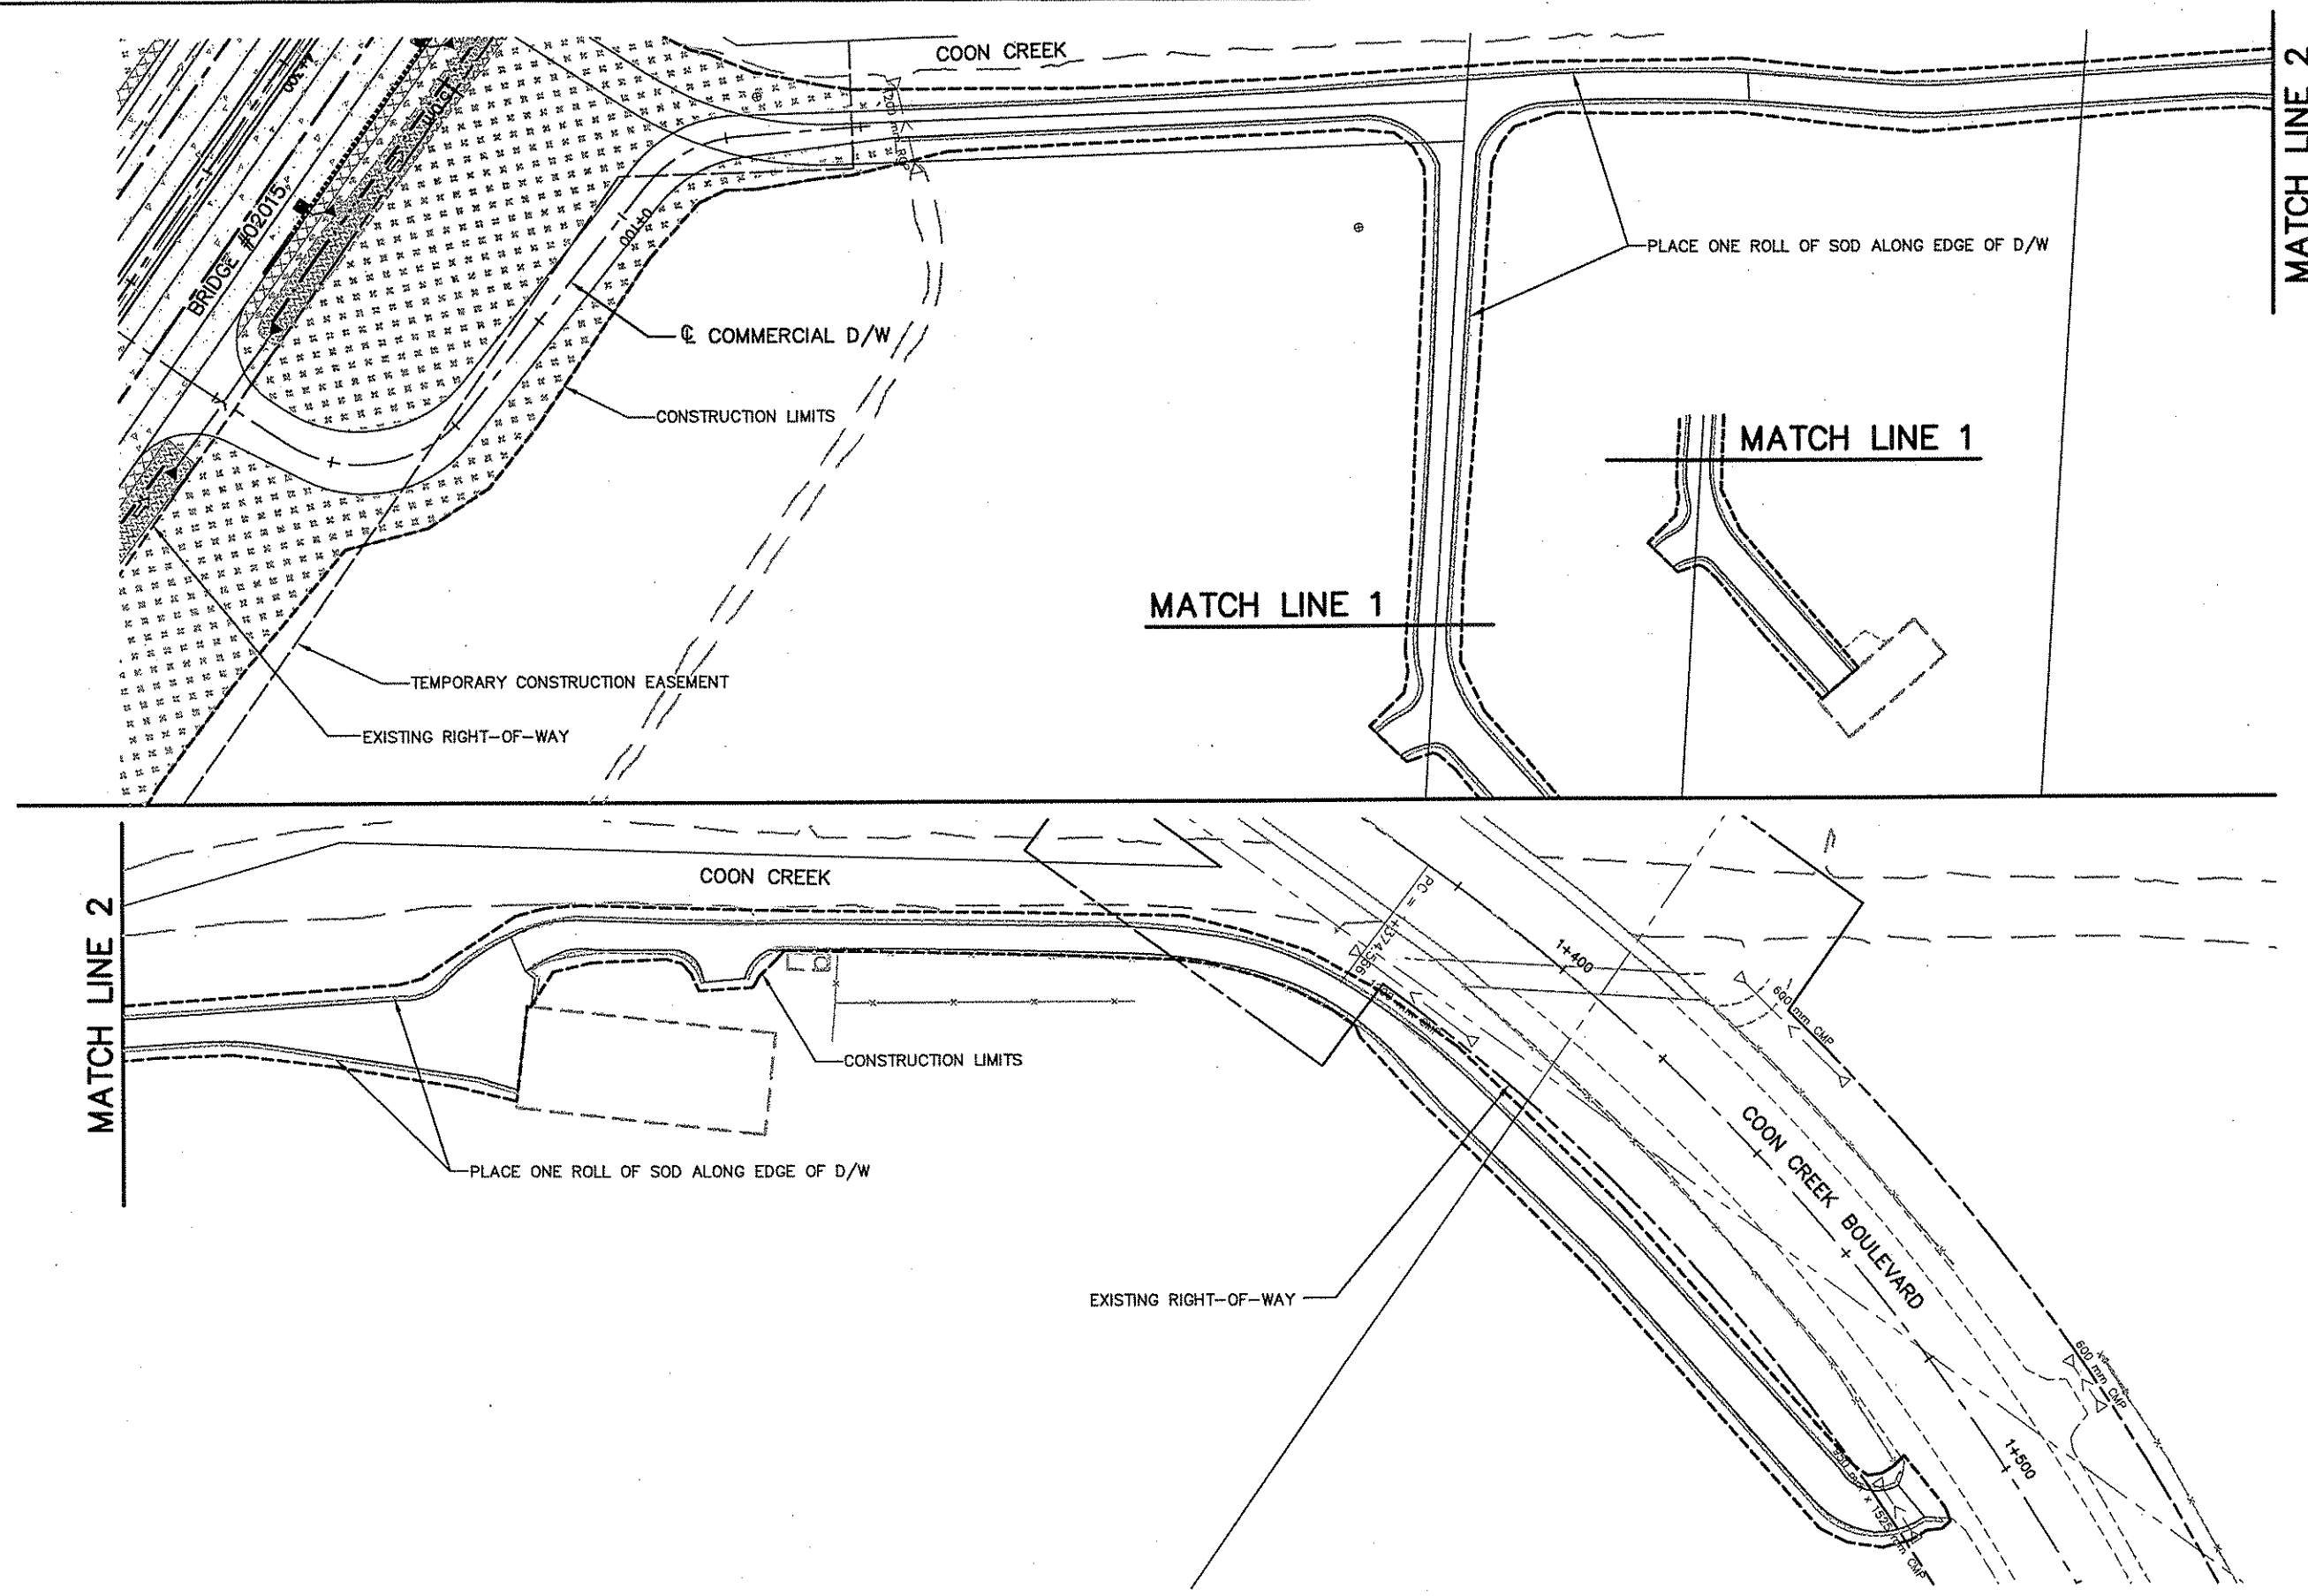 COON CREEK
MATCH LINE 2
BRIDGE #02015
0+100
1200 mm RCP
PLACE ONE ROLL OF SOD ALONG EDGE OF D/W
℄ COMMERCIAL D/W
CONSTRUCTION LIMITS
MATCH LINE 1
MATCH LINE 1
TEMPORARY CONSTRUCTION EASEMENT
EXISTING RIGHT-OF-WAY
MATCH LINE 2
COON CREEK
1+400
600 mm CMP
CONSTRUCTION LIMITS
PLACE ONE ROLL OF SOD ALONG EDGE OF D/W
COON CREEK BOULEVARD
EXISTING RIGHT-OF-WAY
600 mm CMP
1+500